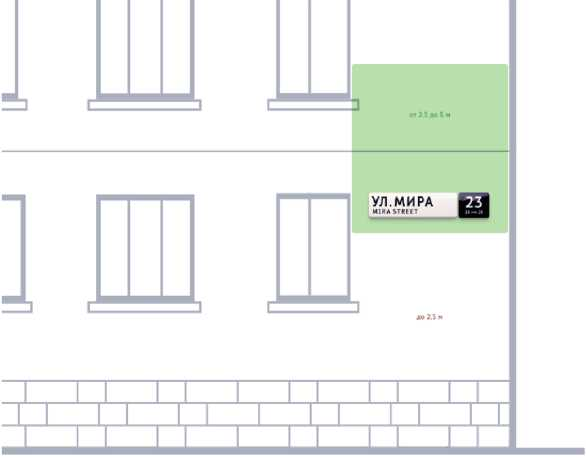 от 2.5 до 5 м
УЛ. МИРА
MIRA STREET
23
до 2.5 м